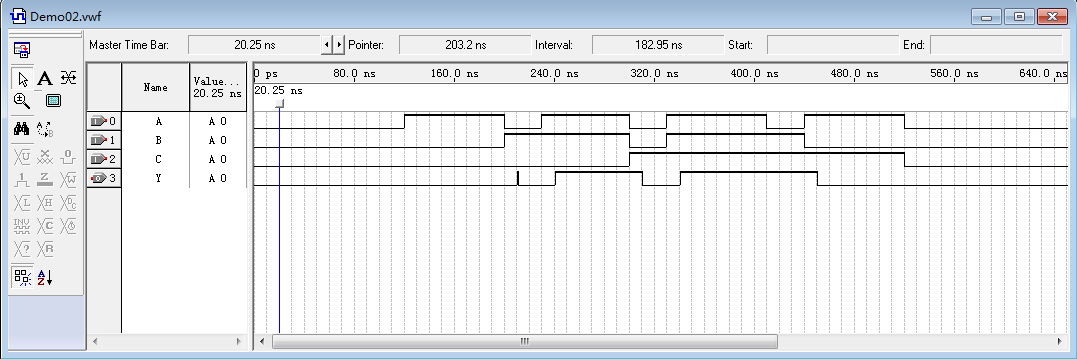 Demo02.vwf
Master Time Bar: 20.25 ns Pointer: 203.2 ns Interval: 182.95 ns Start: End:
0 ps 80.0 ns 160.0 ns 240.0 ns 320.0 ns 400.0 ns 480.0 ns 560.0 ns 640.0 ns
Name Value... 20.25 ns
20.25 ns
0 A A 0
1 B A 0
2 C A 0
3 Y A 0